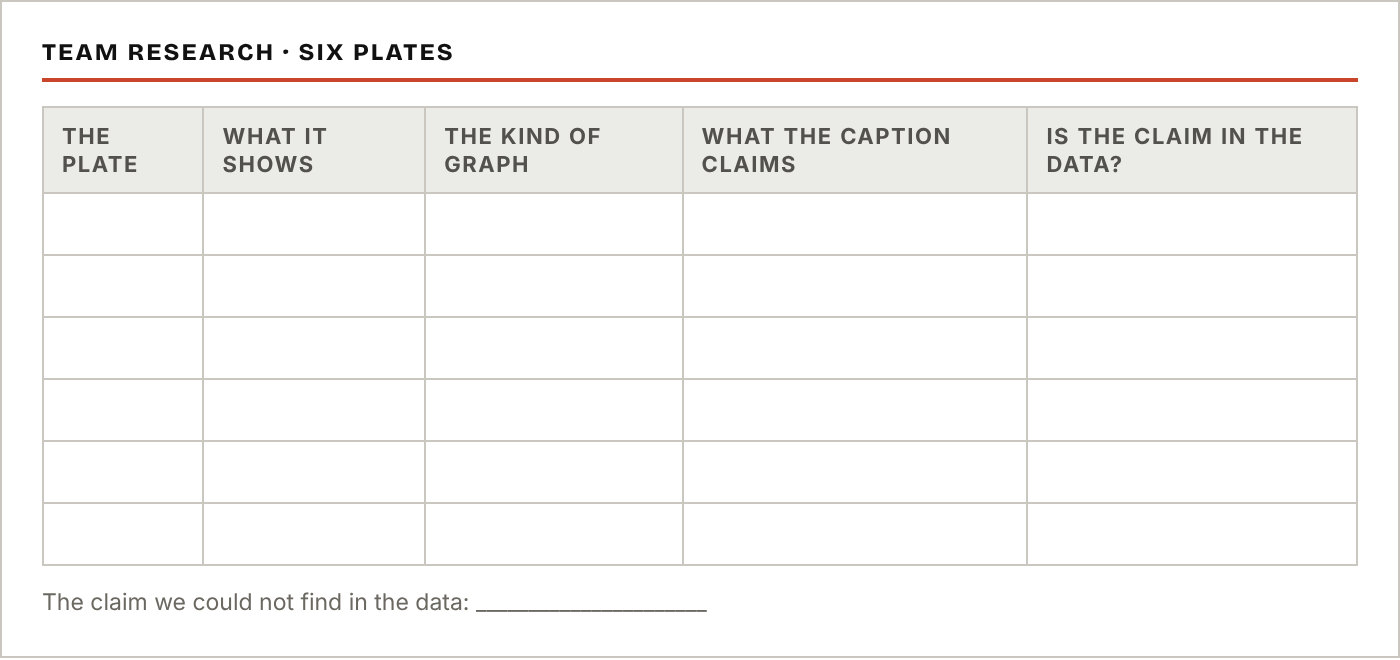 TEAM RESEARCH · SIX PLATES
THE PLATE
WHAT IT SHOWS
THE KIND OF GRAPH
WHAT THE CAPTION CLAIMS
IS THE CLAIM IN THE DATA?
The claim we could not find in the data: _____________________